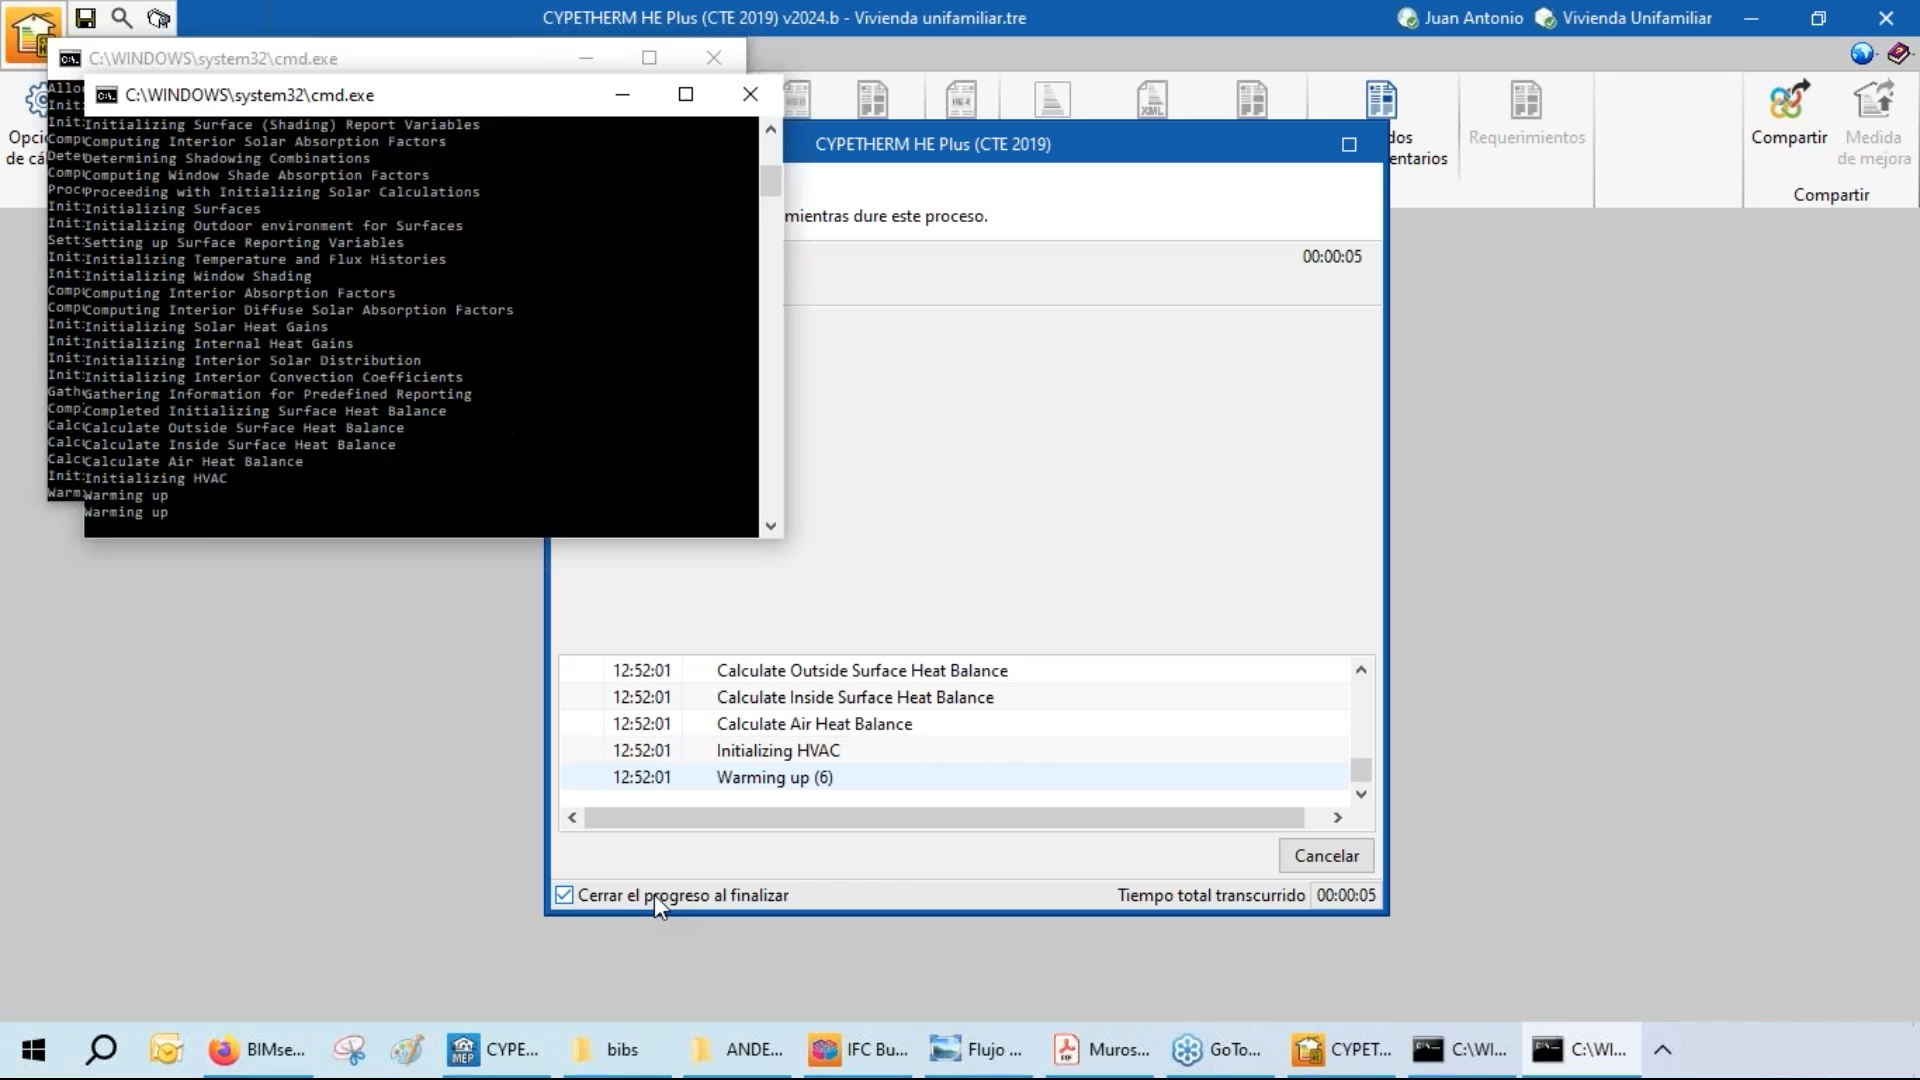 CYPETHERM HE Plus (CTE 2019) v2024.b - Vivienda unifamiliar.tre
Juan Antonio
Vivienda Unifamiliar
C:\WINDOWS\system32\cmd.exe
C:\WINDOWS\system32\cmd.exe
Initializing Surface (Shading) Report Variables
Computing Interior Solar Absorption Factors
Determining Shadowing Combinations
Computing Window Shade Absorption Factors
Proceeding with Initializing Solar Calculations
Initializing Surfaces
Initializing Outdoor environment for Surfaces
Setting up Surface Reporting Variables
Initializing Temperature and Flux Histories
Initializing Window Shading
Computing Interior Absorption Factors
Computing Interior Diffuse Solar Absorption Factors
Initializing Solar Heat Gains
Initializing Internal Heat Gains
Initializing Interior Solar Distribution
Initializing Interior Convection Coefficients
Gathering Information for Predefined Reporting
Completed Initializing Surface Heat Balance
Calculate Outside Surface Heat Balance
Calculate Inside Surface Heat Balance
Calculate Air Heat Balance
Initializing HVAC
Warming up
Warming up
Requerimientos
Compartir
Medida
de mejora
Compartir
CYPETHERM HE Plus (CTE 2019)
mientras dure este proceso.
00:00:05
12:52:01 Calculate Outside Surface Heat Balance
12:52:01 Calculate Inside Surface Heat Balance
12:52:01 Calculate Air Heat Balance
12:52:01 Initializing HVAC
12:52:01 Warming up (6)
Cancelar
Cerrar el progreso al finalizar
Tiempo total transcurrido 00:00:05
BIMse...
CYPE...
bibs
ANDE...
IFC Bu...
Flujo ...
Muros...
GoTo...
CYPET...
C:\WI...
C:\WI...